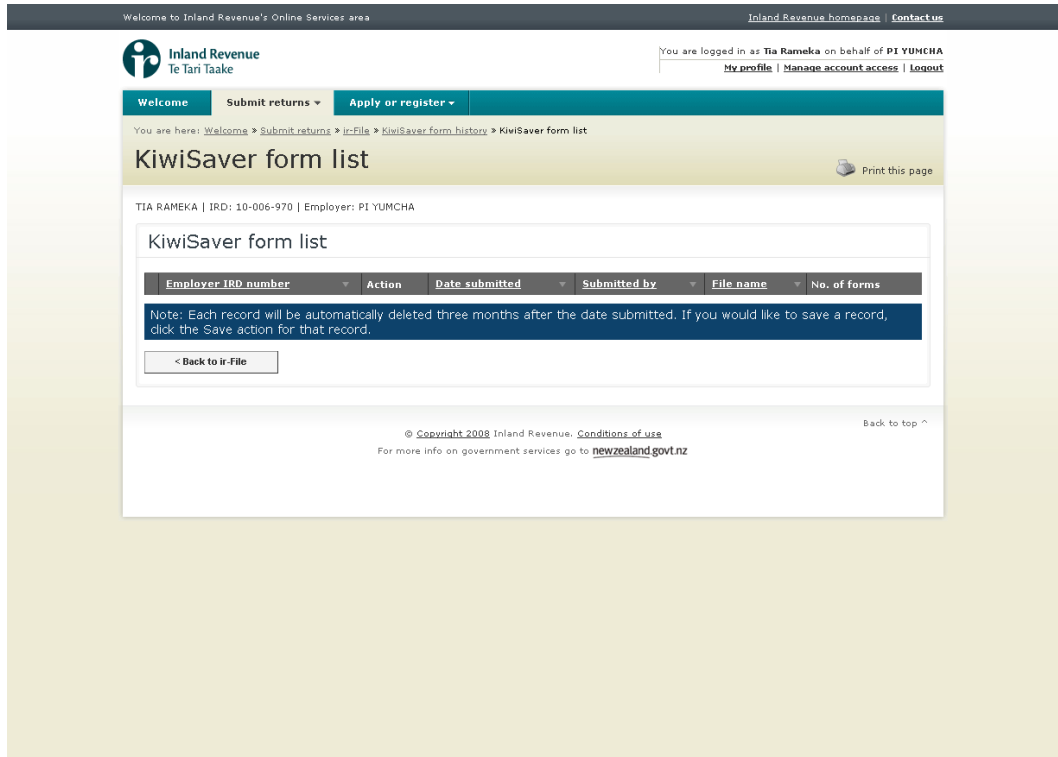 Welcome to Inland Revenue's Online Services area
Inland Revenue homepage | Contact us
Inland Revenue
Te Tari Taake
You are logged in as Tia Rameka on behalf of PI YUMCHA
My profile | Manage account access | Logout
Welcome Submit returns Apply or register
You are here: Welcome » Submit returns » ir-File » KiwiSaver form history » KiwiSaver form list
KiwiSaver form list
Print this page
TIA RAMEKA | IRD: 10-006-970 | Employer: PI YUMCHA
KiwiSaver form list
Employer IRD number Action Date submitted Submitted by File name No. of forms
Note: Each record will be automatically deleted three months after the date submitted. If you would like to save a record,
click the Save action for that record.
< Back to ir-File
Back to top ^
© Copyright 2008 Inland Revenue. Conditions of use
For more info on government services go to newzealand.govt.nz